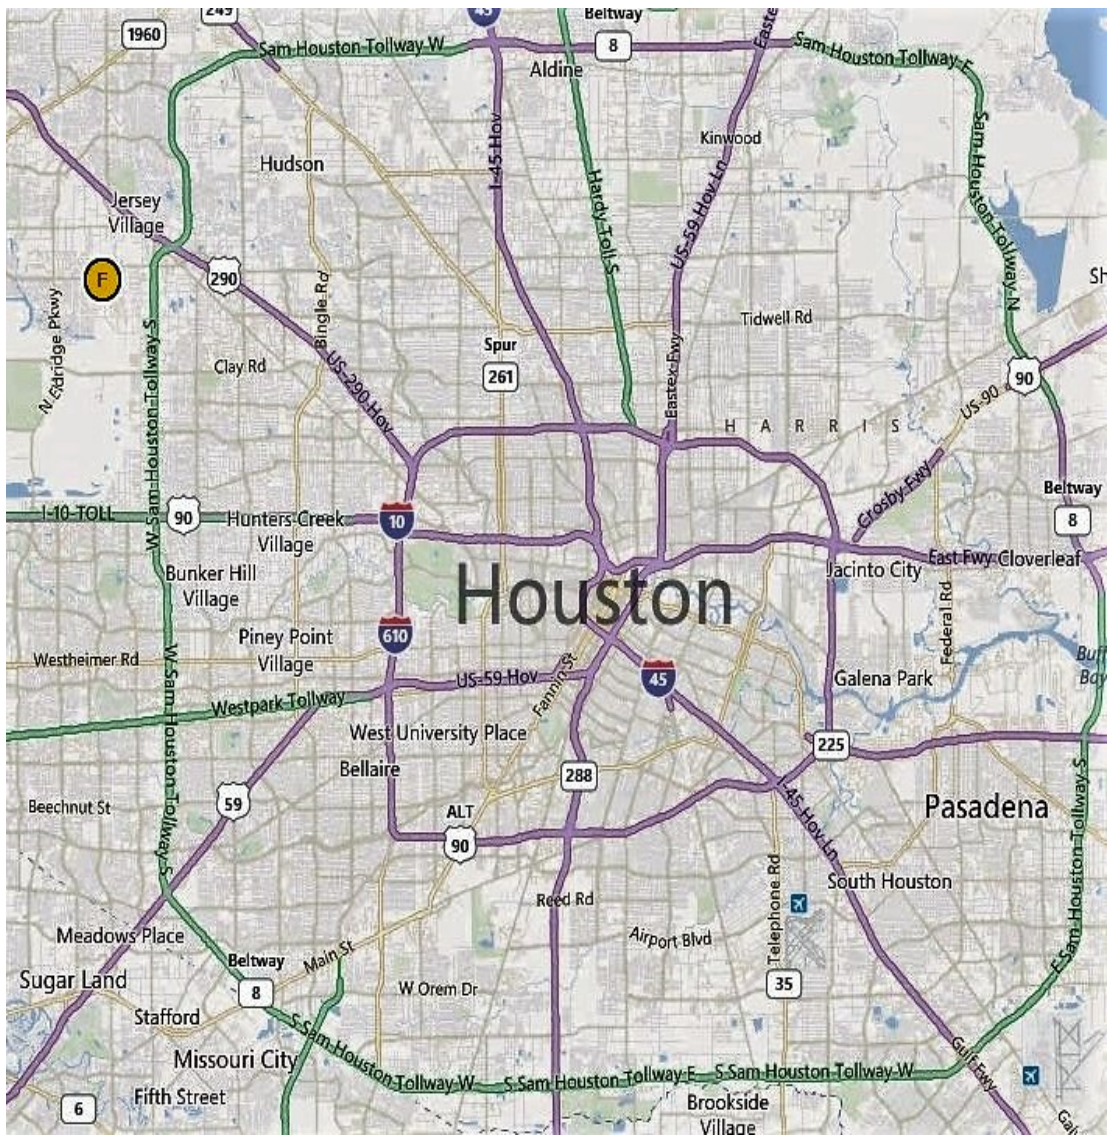 249
45
Beltway
8
Easte
1960
Sam Houston Tollway W
Sam Houston Tollway E
Aldine
Kinwood
Hudson
I-45 Hov
Hardy Toll S
US-59 Hov Ln
Sam Houston Tollway N
Jersey
Village
F
290
N Eldridge Pkwy
Bingle Rd
Sh
Tidwell Rd
Spur
261
Clay Rd
US-290 Hov
Eastex Fwy
90
US-90
HARRIS
W Sam Houston Tollway S
Crosby Fwy
Beltway
8
I-10-TOLL
90
Hunters Creek
Village
10
East Fwy
Cloverleaf
Jacinto City
Bunker Hill
Village
Houston
Federal Rd
610
Piney Point
Village
Westheimer Rd
W Sam Houston Tollway S
US-59 Hov
Fannin St
45
Galena Park
Westpark Tollway
West University Place
225
Bellaire
288
59
I-45 Hov Ln
Beechnut St
ALT
90
Pasadena
E Sam Houston Tollway S
South Houston
Reed Rd
Telephone Rd
Meadows Place
Airport Blvd
Main St
Beltway
8
Sugar Land
W Orem Dr
35
Stafford
S Sam Houston Tollway W
Missouri City
Gulf Fwy
S Sam Houston Tollway E
S Sam Houston Tollway W
Fifth Street
6
Brookside
Village